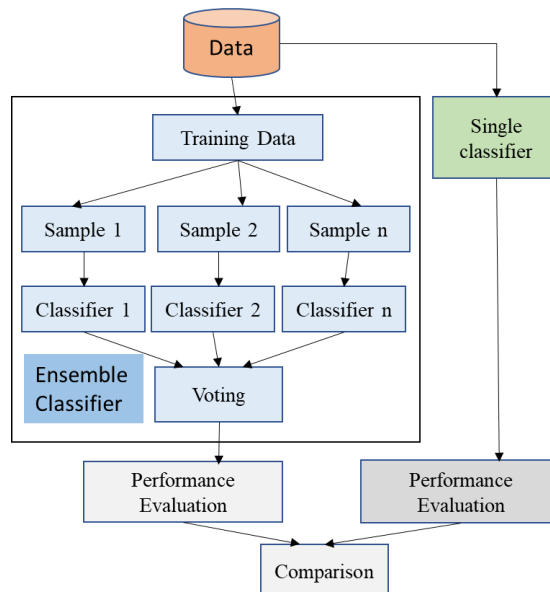 Data
Single
classifier
Training Data
Sample 1
Sample 2
Sample n
Classifier 1
Classifier 2
Classifier n
Ensemble
Classifier
Voting
Performance
Evaluation
Performance
Evaluation
Comparison